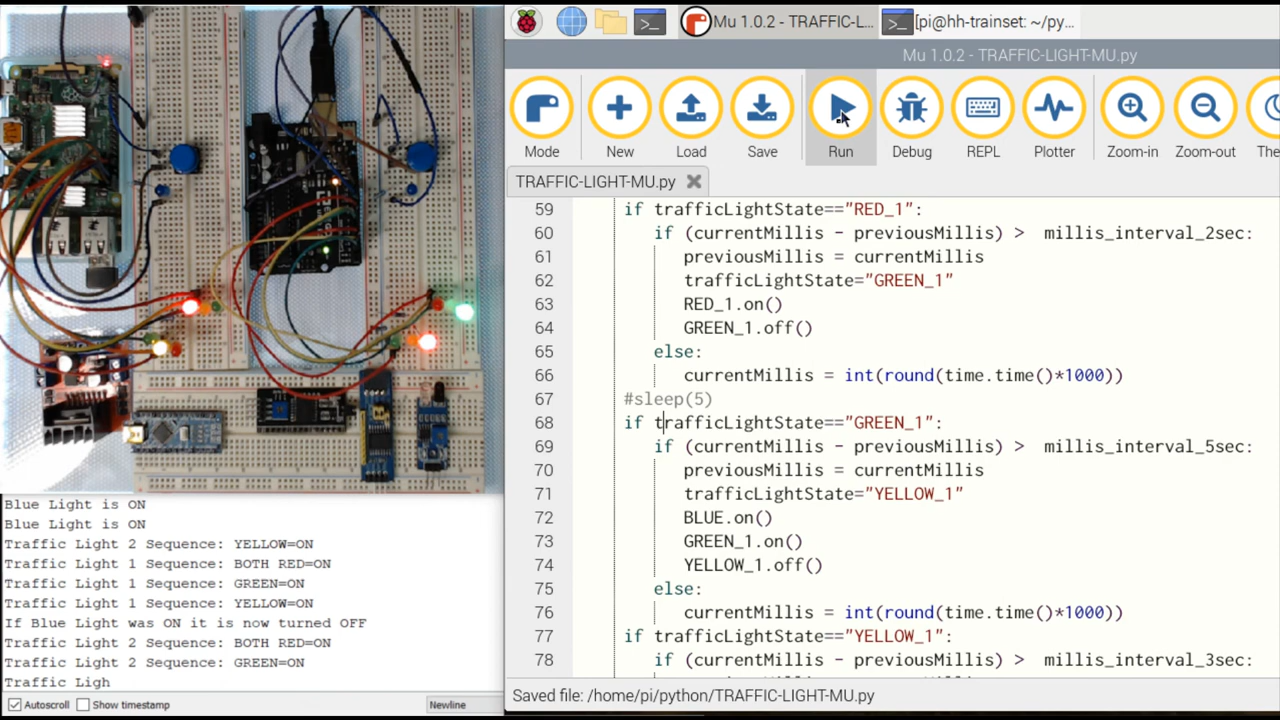 Mu 1.0.2 - TRAFFIC-L...
[pi@hh-trainset: ~/py...
Mu 1.0.2 - TRAFFIC-LIGHT-MU.py
Mode
New
Load
Save
Run
Debug
REPL
Plotter
Zoom-in
Zoom-out
The
TRAFFIC-LIGHT-MU.py
59 if trafficLightState=="RED_1":
60 if (currentMillis - previousMillis) > millis_interval_2sec:
61 previousMillis = currentMillis
62 trafficLightState="GREEN_1"
63 RED_1.on()
64 GREEN_1.off()
65 else:
66 currentMillis = int(round(time.time()*1000))
67 #sleep(5)
68 if trafficLightState=="GREEN_1":
69 if (currentMillis - previousMillis) > millis_interval_5sec:
70 previousMillis = currentMillis
71 trafficLightState="YELLOW_1"
72 BLUE.on()
73 GREEN_1.on()
74 YELLOW_1.off()
75 else:
76 currentMillis = int(round(time.time()*1000))
77 if trafficLightState=="YELLOW_1":
78 if (currentMillis - previousMillis) > millis_interval_3sec:
Saved file: /home/pi/python/TRAFFIC-LIGHT-MU.py
Blue Light is ON
Blue Light is ON
Traffic Light 2 Sequence: YELLOW=ON
Traffic Light 1 Sequence: BOTH RED=ON
Traffic Light 1 Sequence: GREEN=ON
Traffic Light 1 Sequence: YELLOW=ON
If Blue Light was ON it is now turned OFF
Traffic Light 2 Sequence: BOTH RED=ON
Traffic Light 2 Sequence: GREEN=ON
Traffic Ligh
Autoscroll
Show timestamp
Newline